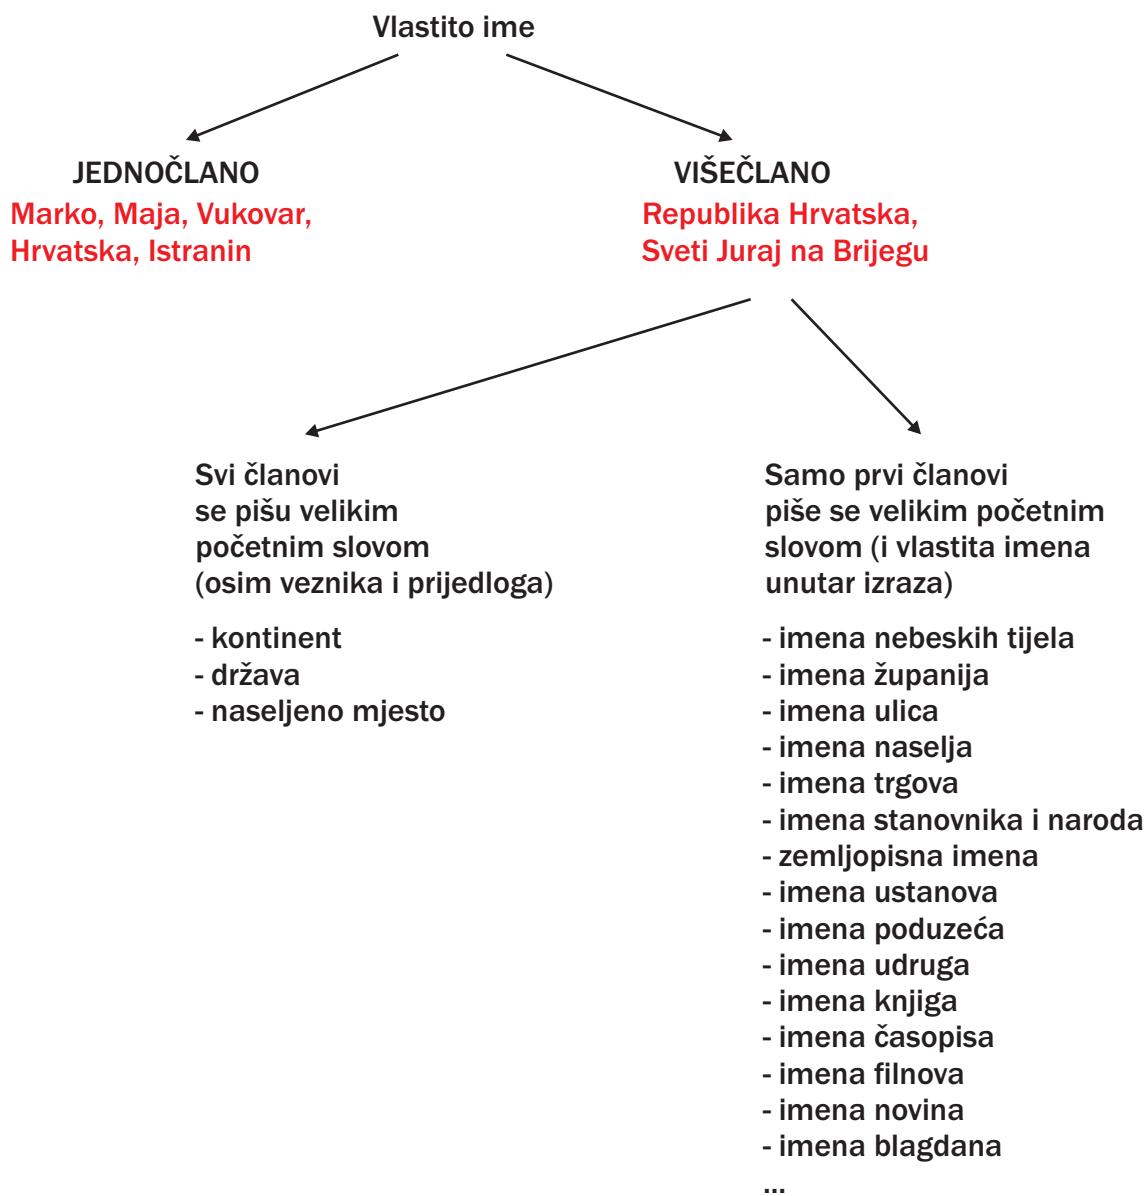 Vlastito ime
JEDNOČLANO
Marko, Maja, Vukovar,
Hrvatska, Istranin
VIŠEČLANO
Republika Hrvatska,
Sveti Juraj na Brijegu
Svi članovi
se pišu velikim
početnim slovom
(osim veznika i prijedloga)
- kontinent
- država
- naseljeno mjesto
Samo prvi članovi
piše se velikim početnim
slovom (i vlastita imena
unutar izraza)
- imena nebeskih tijela
- imena županija
- imena ulica
- imena naselja
- imena trgova
- imena stanovnika i naroda
- zemljopisna imena
- imena ustanova
- imena poduzeća
- imena udruga
- imena knjiga
- imena časopisa
- imena filnova
- imena novina
- imena blagdana
...